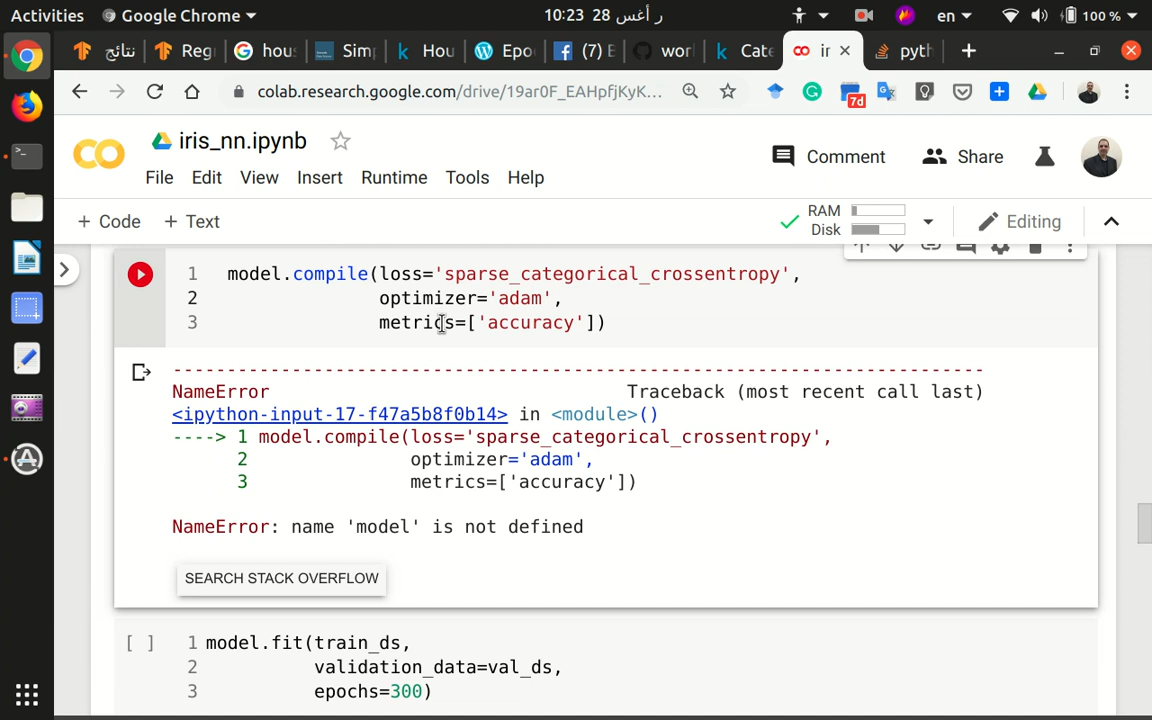 Activities Google Chrome 10:23 28 ر أغس en 100 %
نتائج Reg hou Sim Hou Epo (7) E wor Cate ir pyth
colab.research.google.com/drive/19ar0F_EAHpfjKyK... 7d
iris_nn.ipynb
Comment Share
File Edit View Insert Runtime Tools Help
+ Code + Text RAM Disk Editing
1 model.compile(loss='sparse_categorical_crossentropy',
2 optimizer='adam',
3 metrics=['accuracy'])
--------------------------------------------------------------------------
NameError Traceback (most recent call last)
<ipython-input-17-f47a5b8f0b14> in <module>()
----> 1 model.compile(loss='sparse_categorical_crossentropy',
2 optimizer='adam',
3 metrics=['accuracy'])
NameError: name 'model' is not defined
SEARCH STACK OVERFLOW
[ ] 1 model.fit(train_ds,
2 validation_data=val_ds,
3 epochs=300)